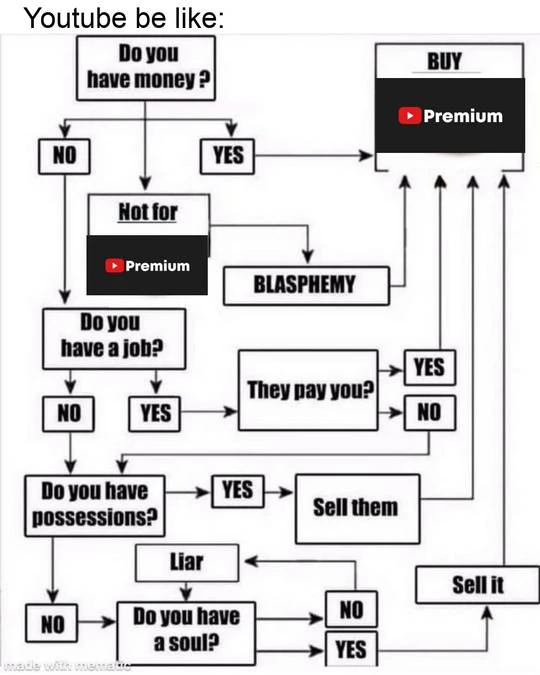 Youtube be like:
Do you
have money ?
BUY
Premium
NO
YES
Not for
Premium
BLASPHEMY
Do you
have a job?
NO
YES
They pay you?
YES
NO
Do you have
possessions?
YES
Sell them
Liar
NO
Do you have
a soul?
NO
YES
Sell it
made with mematic